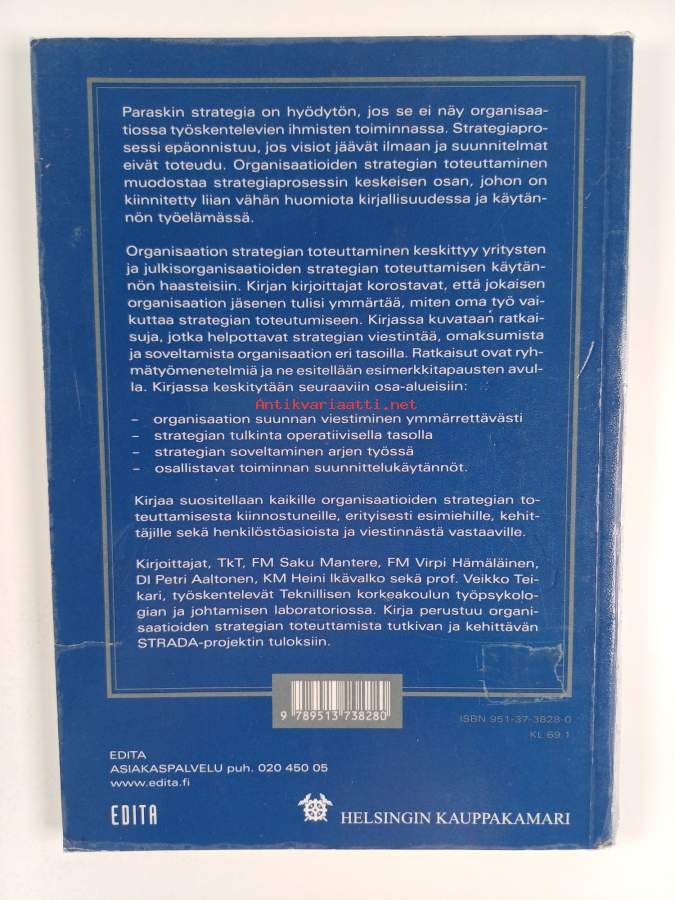 Paraskin strategia on hyödytön, jos se ei näy organisaa-
tiossa työskentelevien ihmisten toiminnassa. Strategiapro-
sessi epäonnistuu, jos visiot jäävät ilmaan ja suunnitelmat
eivät toteudu. Organisaatioiden strategian toteuttaminen
muodostaa strategiaprosessin keskeisen osan, johon on
kiinnitetty liian vähän huomiota kirjallisuudessa ja käytän-
nön työelämässä.
Organisaation strategian toteuttaminen keskittyy yritysten
ja julkisorganisaatioiden strategian toteuttamisen käytän-
nön haasteisiin. Kirjan kirjoittajat korostavat, että jokaisen
organisaation jäsenen tulisi ymmärtää, miten oma työ vai-
kuttaa strategian toteutumiseen. Kirjassa kuvataan ratkai-
suja, jotka helpottavat strategian viestintää, omaksumista
ja soveltamista organisaation eri tasoilla. Ratkaisut ovat ryh-
mätyömenetelmiä ja ne esitellään esimerkkitapausten avul-
la. Kirjassa keskitytään seuraaviin osa-alueisiin:
Antikvariaatti.net
– organisaation suunnan viestiminen ymmärrettävästi
– strategian tulkinta operatiivisella tasolla
– strategian soveltaminen arjen työssä
– osallistavat toiminnan suunnittelukäytännöt.
Kirjaa suositellaan kaikille organisaatioiden strategian to-
teuttamisesta kiinnostuneille, erityisesti esimiehille, kehit-
täjille sekä henkilöstöasioista ja viestinnästä vastaaville.
Kirjoittajat, TkT, FM Saku Mantere, FM Virpi Hämäläinen,
DI Petri Aaltonen, KM Heini Ikävalko sekä prof. Veikko Tei-
kari, työskentelevät Teknillisen korkeakoulun työpsykolo-
gian ja johtamisen laboratoriossa. Kirja perustuu organi-
saatioiden strategian toteuttamista tutkivan ja kehittävän
STRADA-projektin tuloksiin.
9 789513 738280
ISBN 951-37-3828-0
KL 69.1
EDITA
ASIAKASPALVELU puh. 020 450 05
www.edita.fi
EDITA
HELSINGIN KAUPPAKAMARI